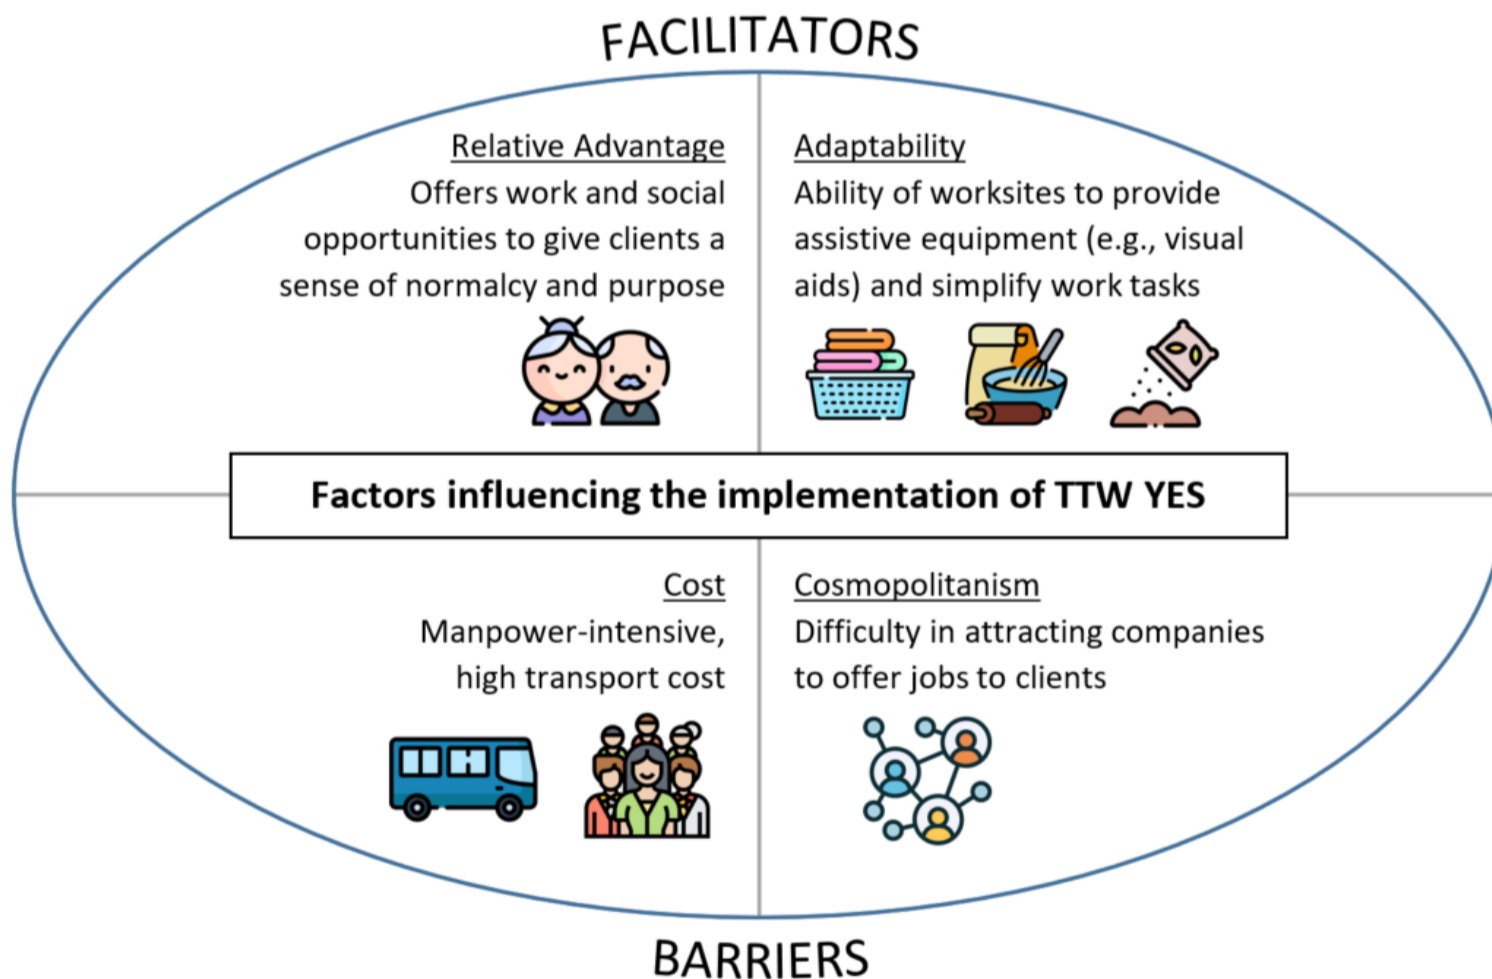 FACILITATORS
Relative Advantage
Offers work and social
opportunities to give clients a
sense of normalcy and purpose
Adaptability
Ability of worksites to provide
assistive equipment (e.g., visual
aids) and simplify work tasks
Factors influencing the implementation of TTW YES
Cost
Manpower-intensive,
high transport cost
Cosmopolitanism
Difficulty in attracting companies
to offer jobs to clients
BARRIERS